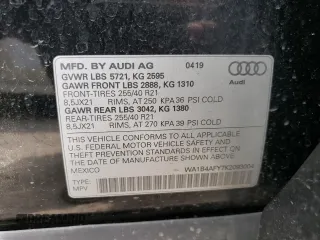 MFD. BY AUDI AG 0419
GVWR LBS 5721, KG 2595
GAWR FRONT LBS 2888, KG 1310
FRONT-TIRES 255/40 R21
8,5JX21 RIMS, AT 250 KPA 36 PSI COLD
GAWR REAR LBS 3042, KG 1380
REAR-TIRES 255/40 R21
8,5JX21 RIMS, AT 270 KPA 39 PSI COLD
THIS VEHICLE CONFORMS TO ALL APPLICABLE
U.S. FEDERAL MOTOR VEHICLE SAFETY AND
THEFT PREVENTION STANDARDS IN EFFECT ON
THE DATE OF MANUFACTURE SHOWN ABOVE.
MEXICO
TYPE:
MPV